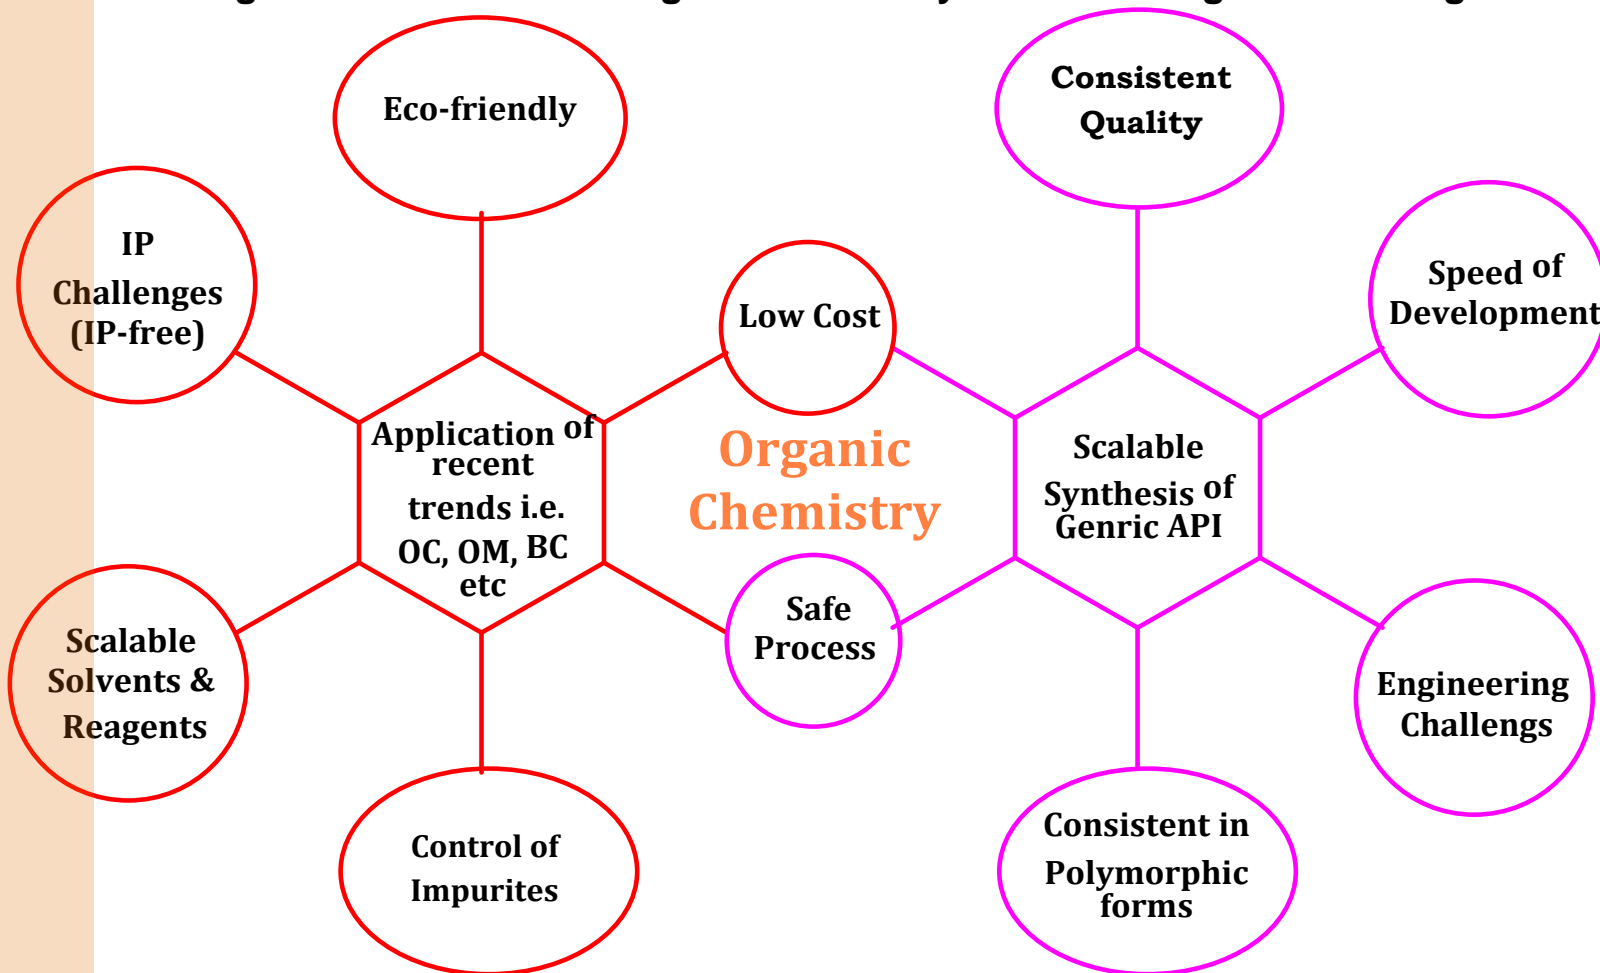 Eco-friendly
Consistent
Quality
IP
Challenges
(IP-free)
Low Cost
Speed of
Development
Application of
recent
trends i.e.
OC, OM, BC
etc
Organic
Chemistry
Scalable
Synthesis of
Genric API
Scalable
Solvents &
Reagents
Safe
Process
Engineering
Challengs
Control of
Impurites
Consistent in
Polymorphic
forms